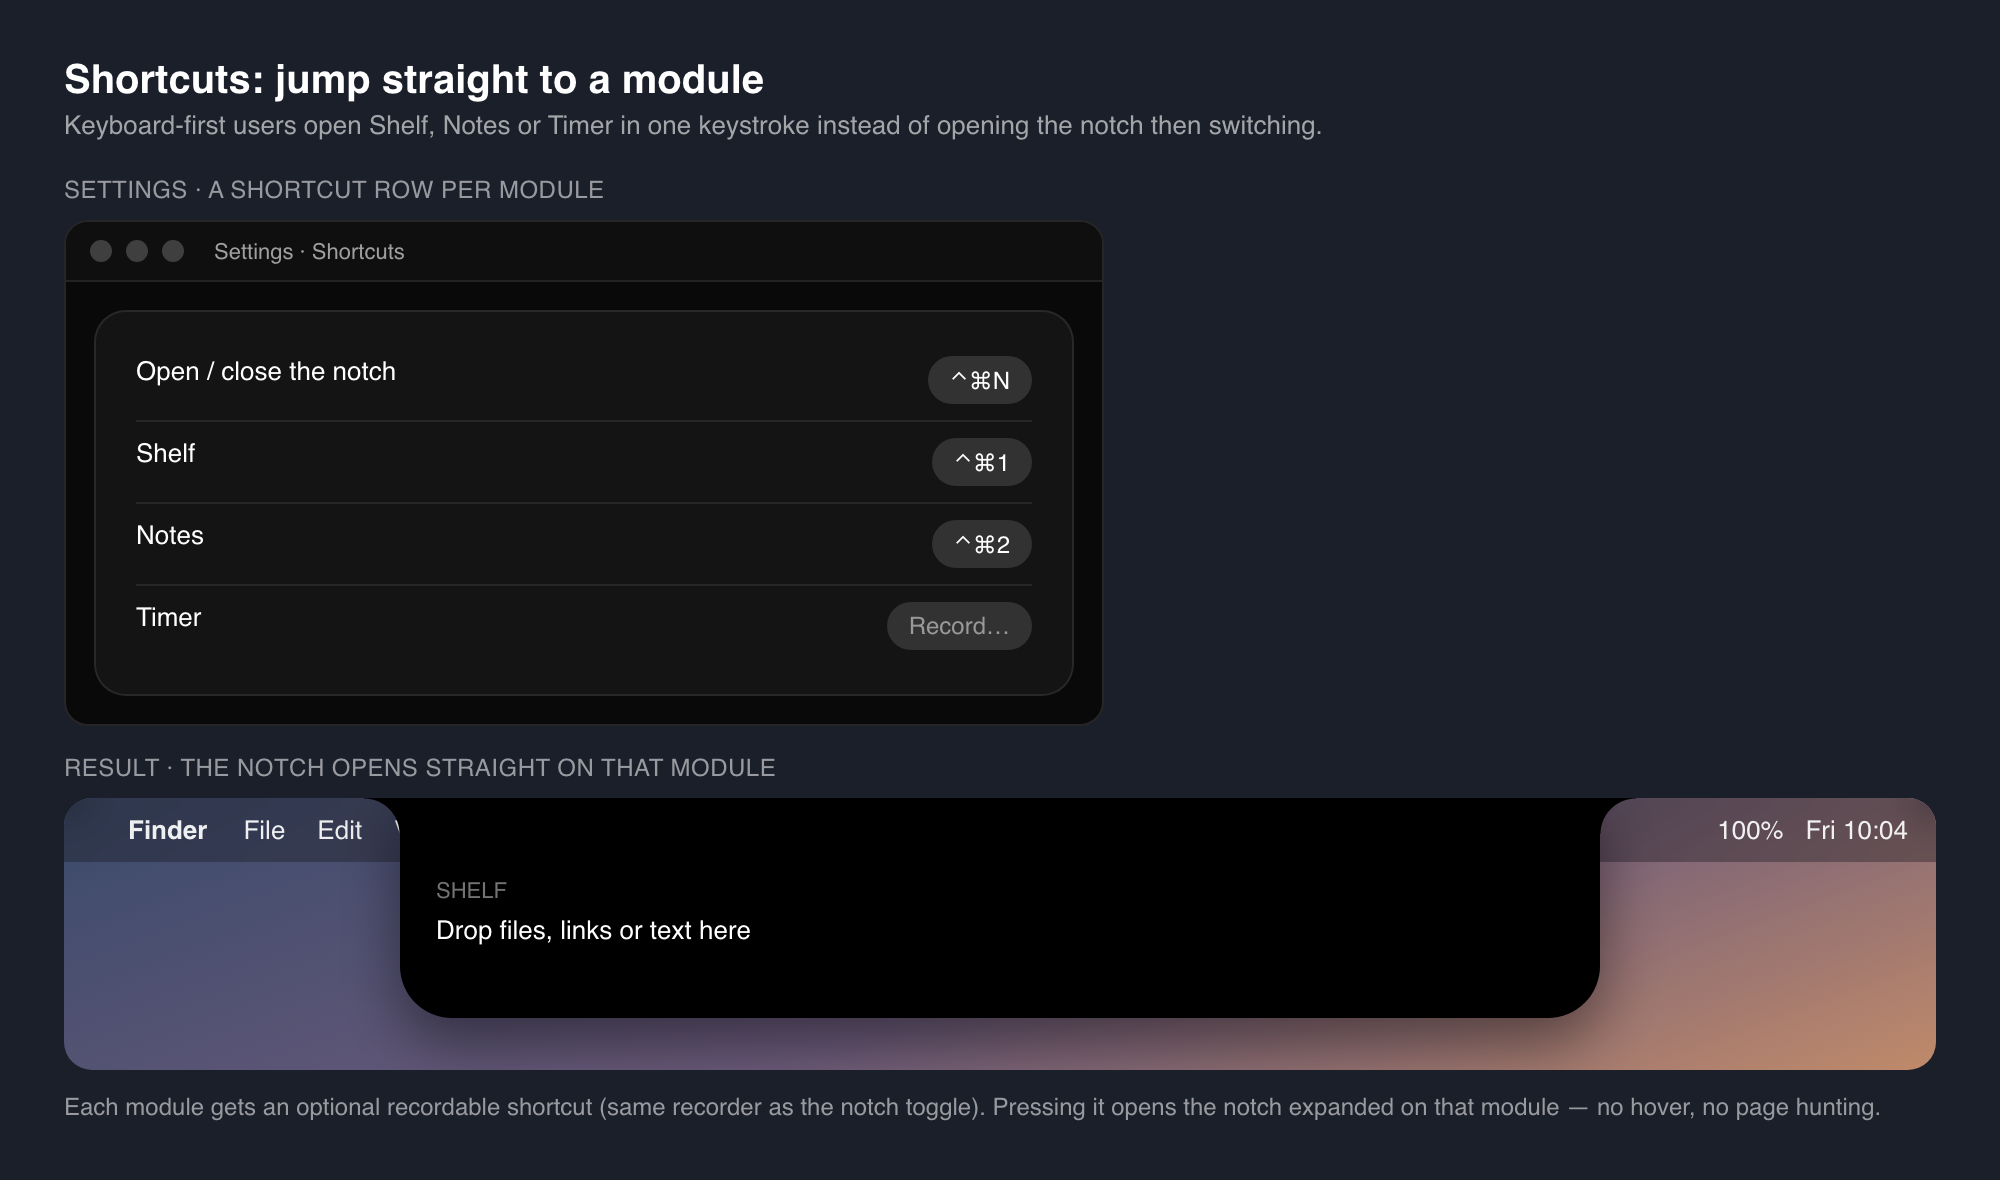 Shortcuts: jump straight to a module
Keyboard-first users open Shelf, Notes or Timer in one keystroke instead of opening the notch then switching.
SETTINGS · A SHORTCUT ROW PER MODULE
Settings · Shortcuts
Open / close the notch
⌃⌘N
Shelf
⌃⌘1
Notes
⌃⌘2
Timer
Record…
RESULT · THE NOTCH OPENS STRAIGHT ON THAT MODULE
Finder File Edit
100% Fri 10:04
SHELF
Drop files, links or text here
Each module gets an optional recordable shortcut (same recorder as the notch toggle). Pressing it opens the notch expanded on that module — no hover, no page hunting.